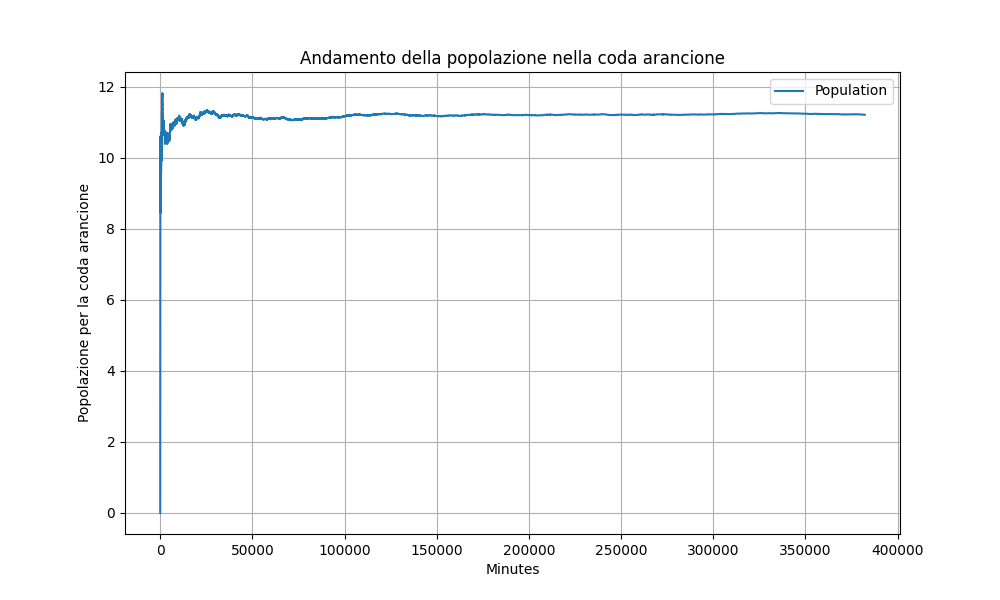 Andamento della popolazione nella coda arancione
Population
Popolazione per la coda arancione
12
10
8
6
4
2
0
0 50000 100000 150000 200000 250000 300000 350000 400000
Minutes